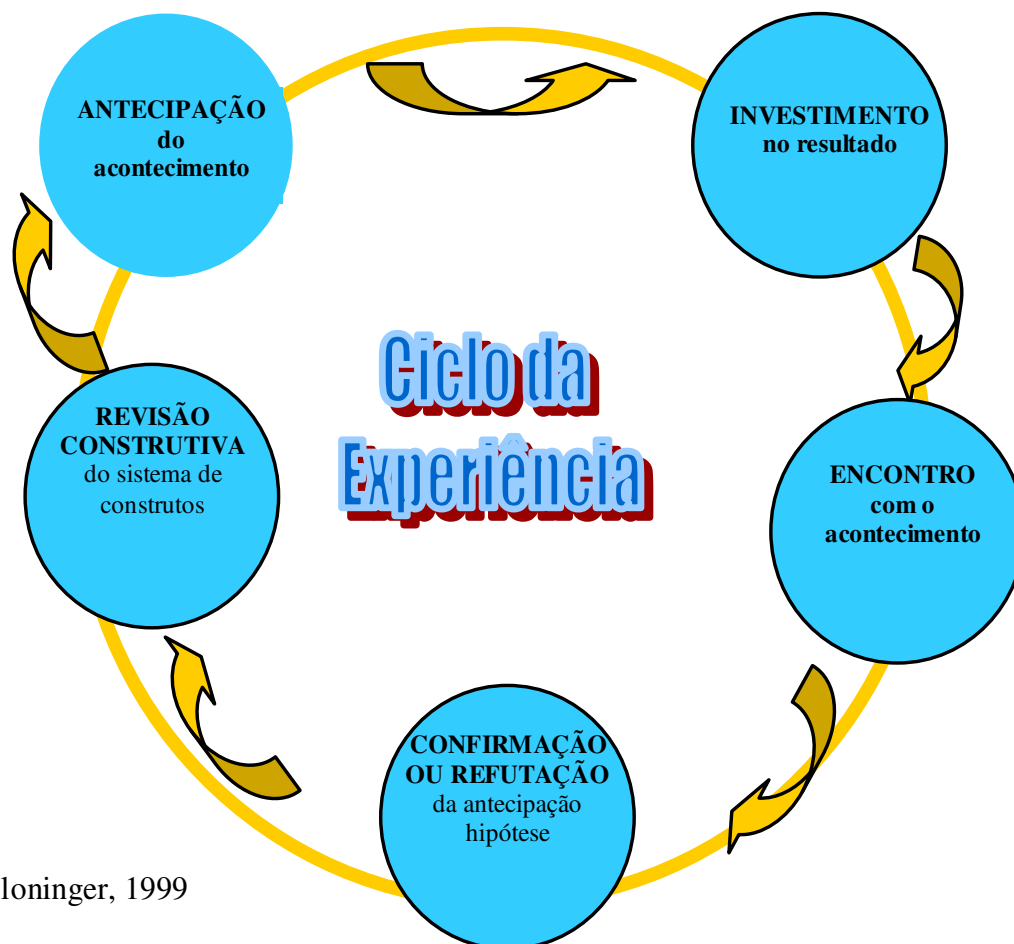 ANTECIPAÇÃO
do
acontecimento
INVESTIMENTO
no resultado
Ciclo da
Experiência
REVISÃO
CONSTRUTIVA
do sistema de
construtos
ENCONTRO
com o
acontecimento
CONFIRMAÇÃO
OU REFUTAÇÃO
da antecipação
hipótese
loninger, 1999